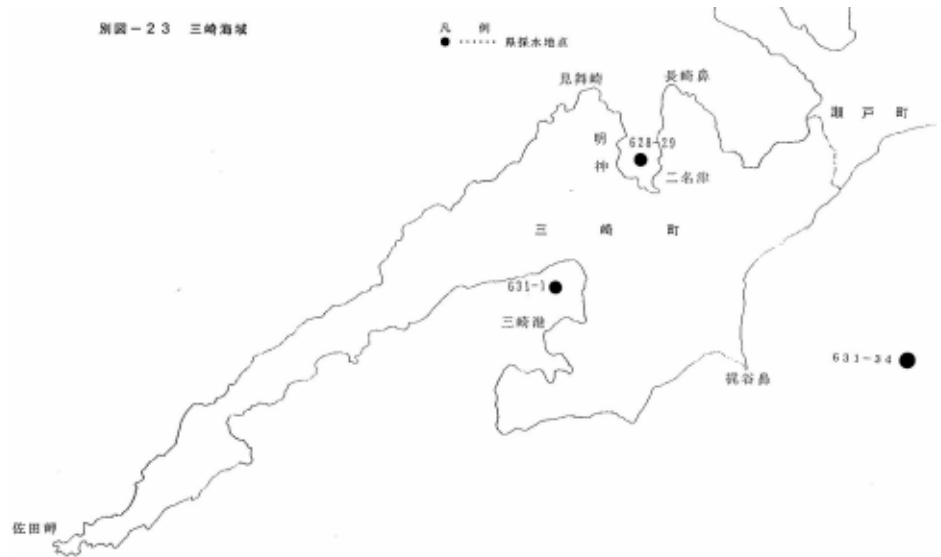 別図－23 三崎海域
凡例
● ‥‥‥ 県採水地点
見舞崎
長崎鼻
瀬戸町
明神
628-29
二名津
三崎町
631-1
三崎港
631-34
梶谷鼻
佐田岬